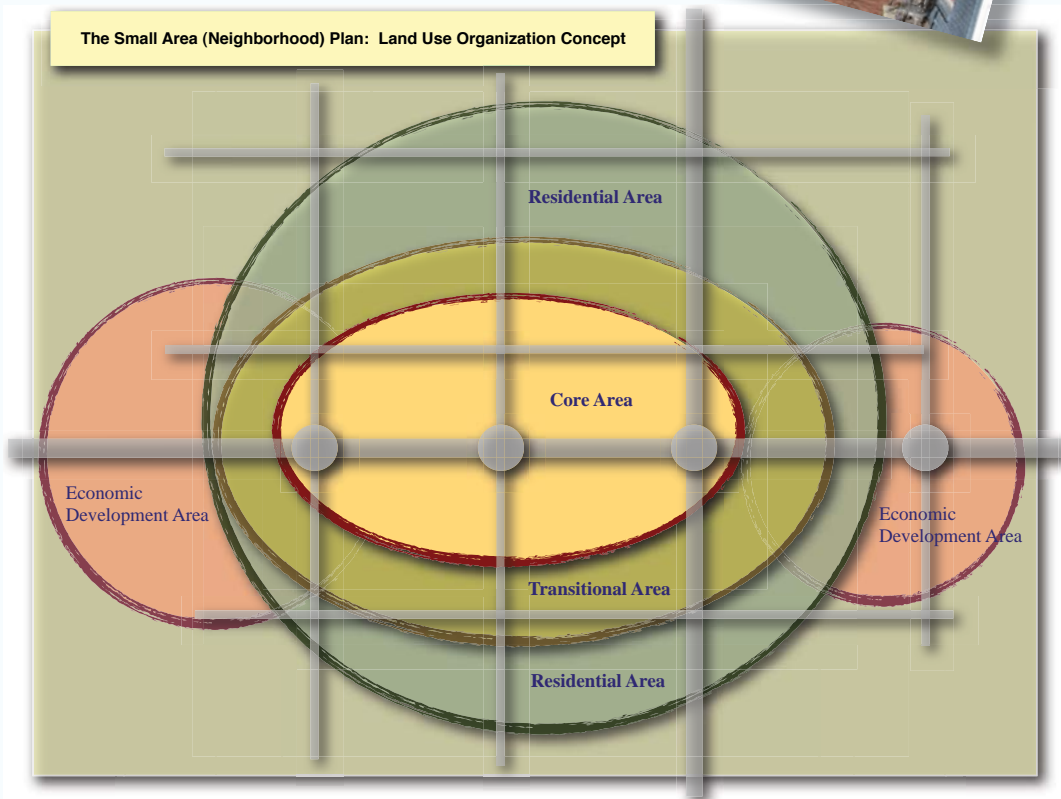 The Small Area (Neighborhood) Plan: Land Use Organization Concept
Residential Area
Core Area
Economic
Development Area
Economic
Development Area
Transitional Area
Residential Area